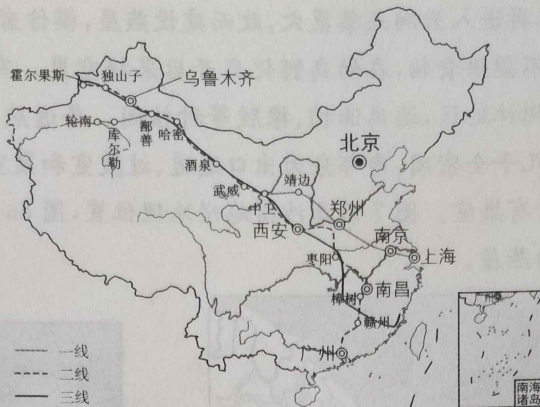 霍尔果斯
独山子
乌鲁木齐
轮南
库尔勒
鄯善
哈密
酒泉
武威
中卫
靖边
北京
西安
郑州
枣阳
南京
上海
南昌
樟树
赣州
广州
一线
二线
三线
南海
诸岛